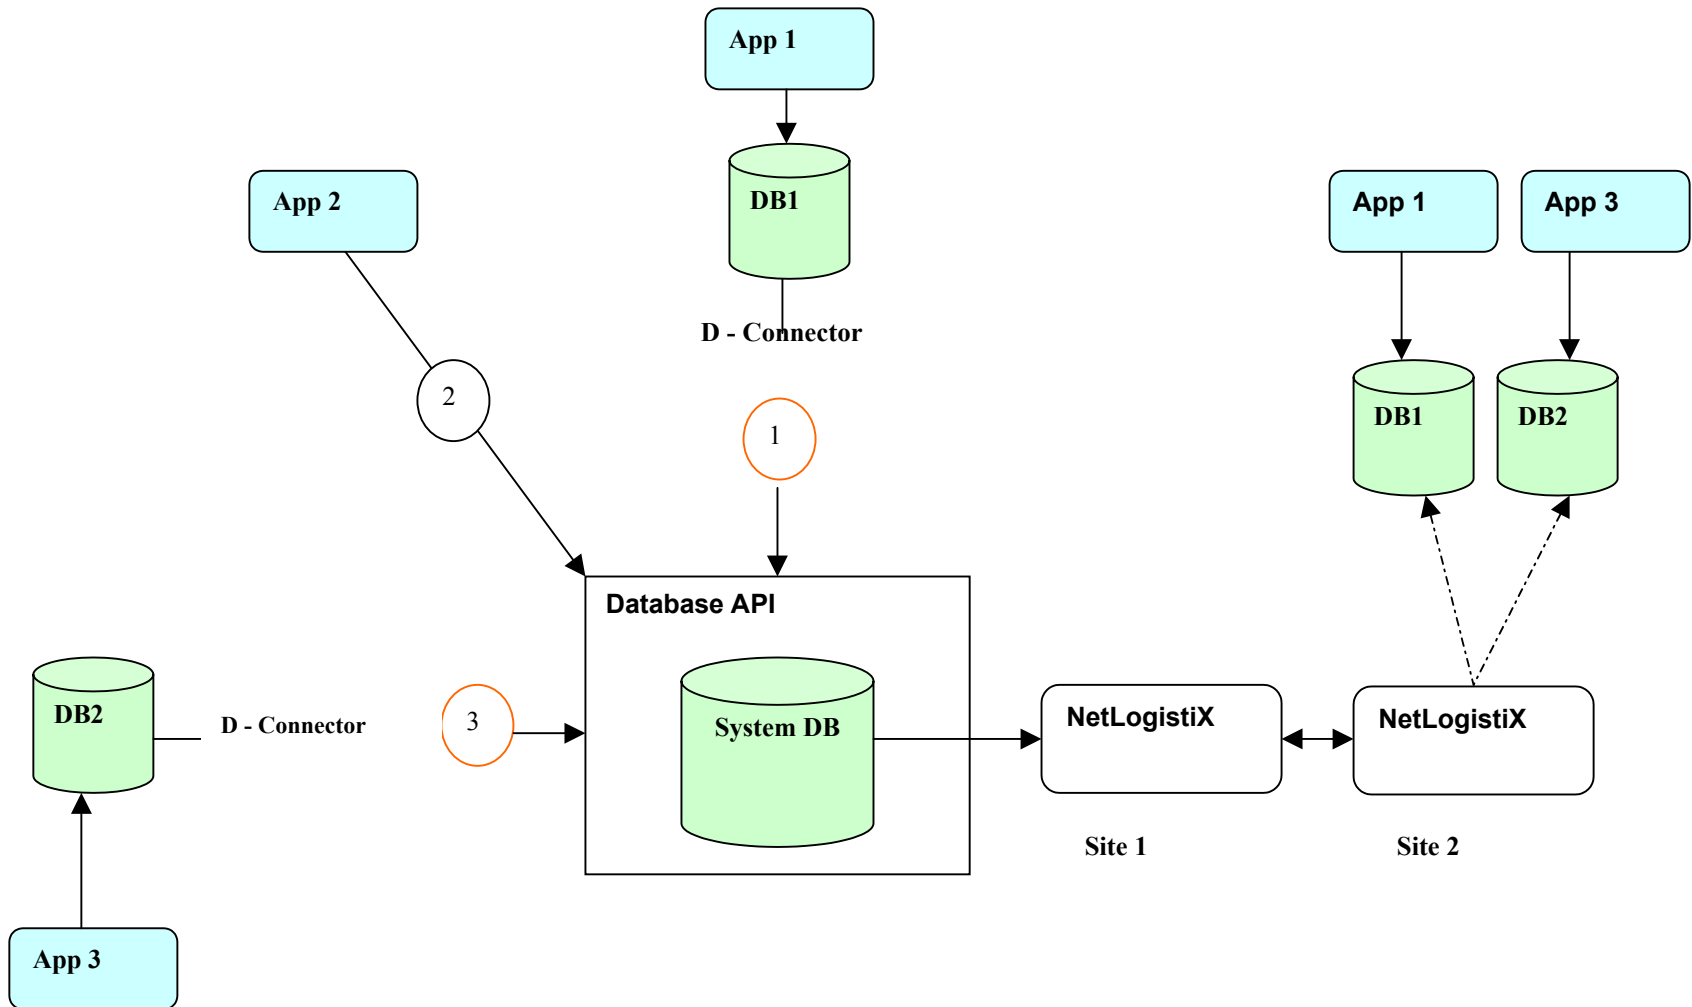 App 1
DB1
App 2
App 1
App 3
D - Connector
2
1
DB1
DB2
Database API
System DB
DB2
D - Connector
3
NetLogistiX
NetLogistiX
Site 1
Site 2
App 3